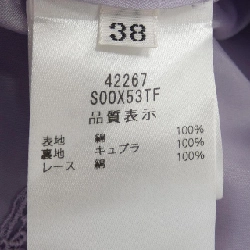 38
42267
SOOX53TF
品質表示
表地 綿 100%
裏地 キュプラ 100%
レース 綿 100%